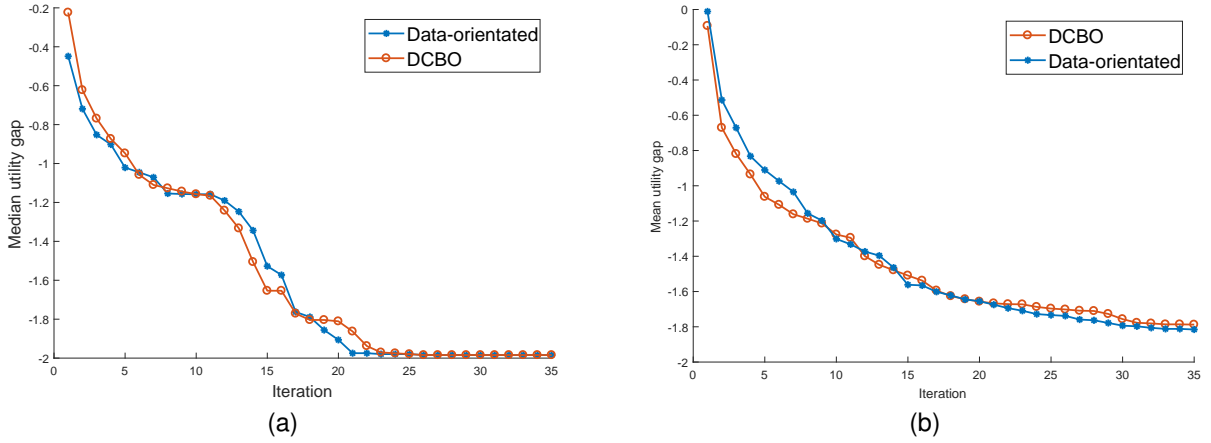 -0.2
-0.4
-0.6
-0.8
-1
-1.2
-1.4
-1.6
-1.8
-2
Median utility gap
Data-orientated
DCBO
0 5 10 15 20 25 30 35
Iteration
(a)
0
-0.2
-0.4
-0.6
-0.8
-1
-1.2
-1.4
-1.6
-1.8
-2
Mean utility gap
DCBO
Data-orientated
0 5 10 15 20 25 30 35
Iteration
(b)